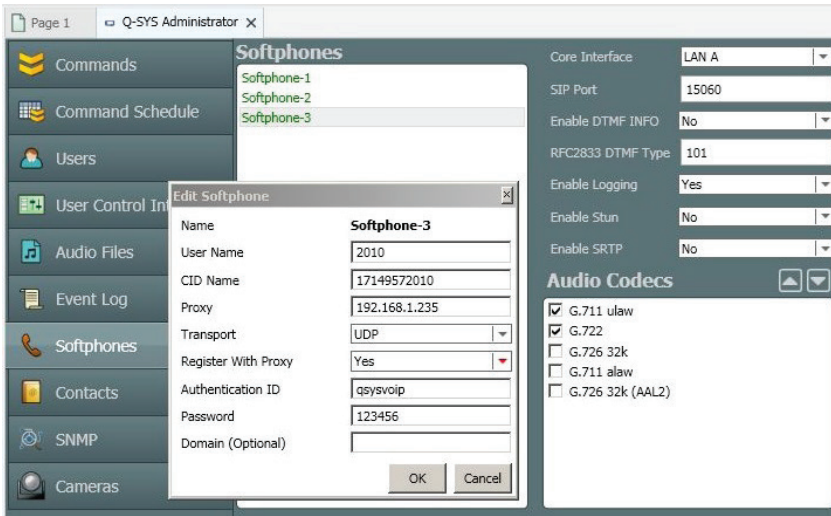 Page 1
Q-SYS Administrator
Commands
Command Schedule
Users
User Control Int
Audio Files
Event Log
Softphones
Contacts
SNMP
Cameras
Softphones
Softphone-1
Softphone-2
Softphone-3
Edit Softphone
Name Softphone-3
User Name 2010
CID Name 17149572010
Proxy 192.168.1.235
Transport UDP
Register With Proxy Yes
Authentication ID qsysvoip
Password 123456
Domain (Optional)
OK Cancel
Core Interface LAN A
SIP Port 15060
Enable DTMF INFO No
RFC2833 DTMF Type 101
Enable Logging Yes
Enable Stun No
Enable SRTP No
Audio Codecs
G.711 ulaw
G.722
G.726 32k
G.711 alaw
G.726 32k (AAL2)